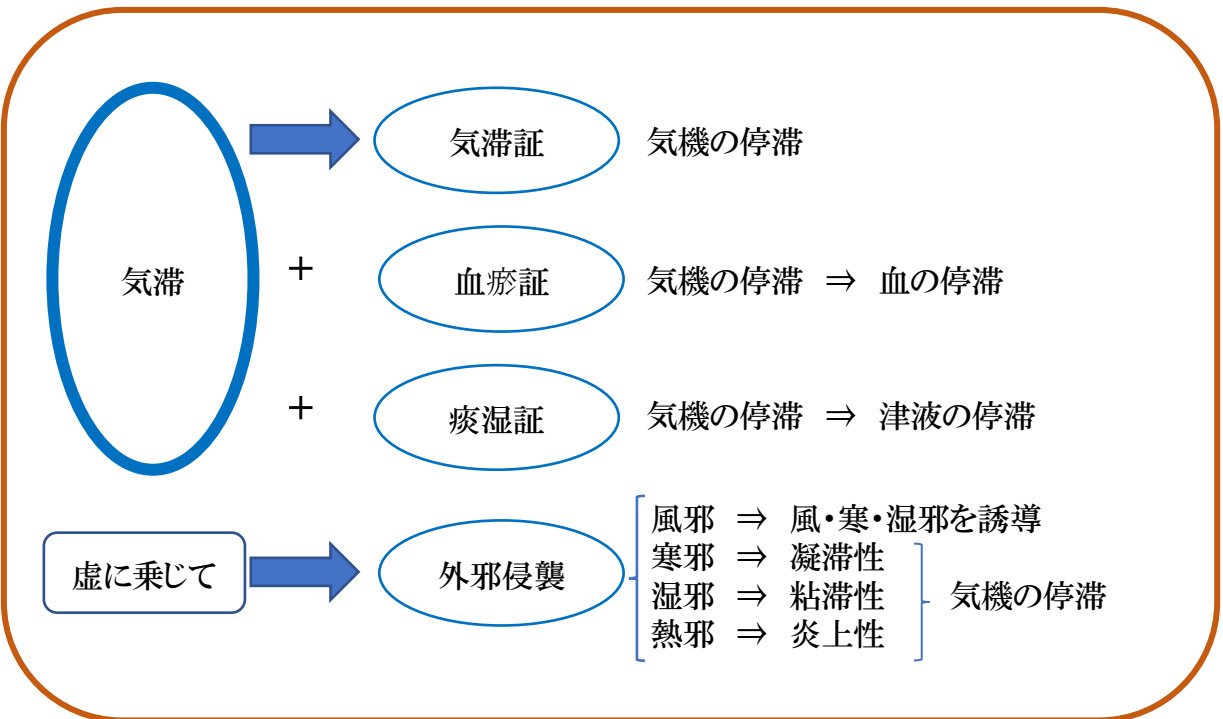 気滞証 気機の停滞
気滞 + 血瘀証 気機の停滞 ⇒ 血の停滞
+ 痰湿証 気機の停滞 ⇒ 津液の停滞
虚に乗じて 外邪侵襲
風邪 ⇒ 風・寒・湿邪を誘導
寒邪 ⇒ 凝滞性
湿邪 ⇒ 粘滞性
熱邪 ⇒ 炎上性
気機の停滞